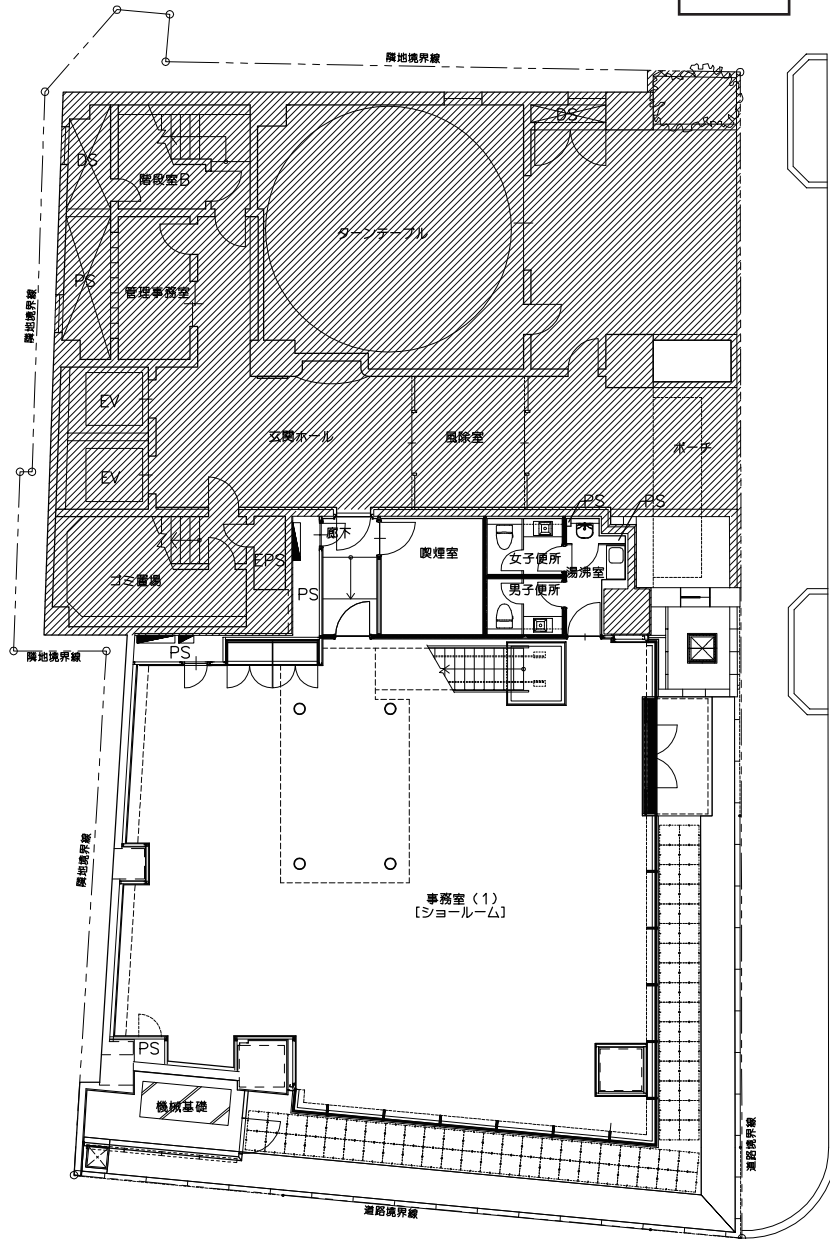 隣地境界線
DS
DS
階段室B
ターンテーブル
PS
管理事務室
隣地境界線
EV
玄関ホール
風除室
ポーチ
EV
PS
PS
廊下
喫煙室
女子便所
湯沸室
EPS
ゴミ置場
男子便所
PS
隣地境界線
PS
隣地境界線
事務室（1）
[ショールーム]
PS
機械基礎
道路境界線
道路境界線